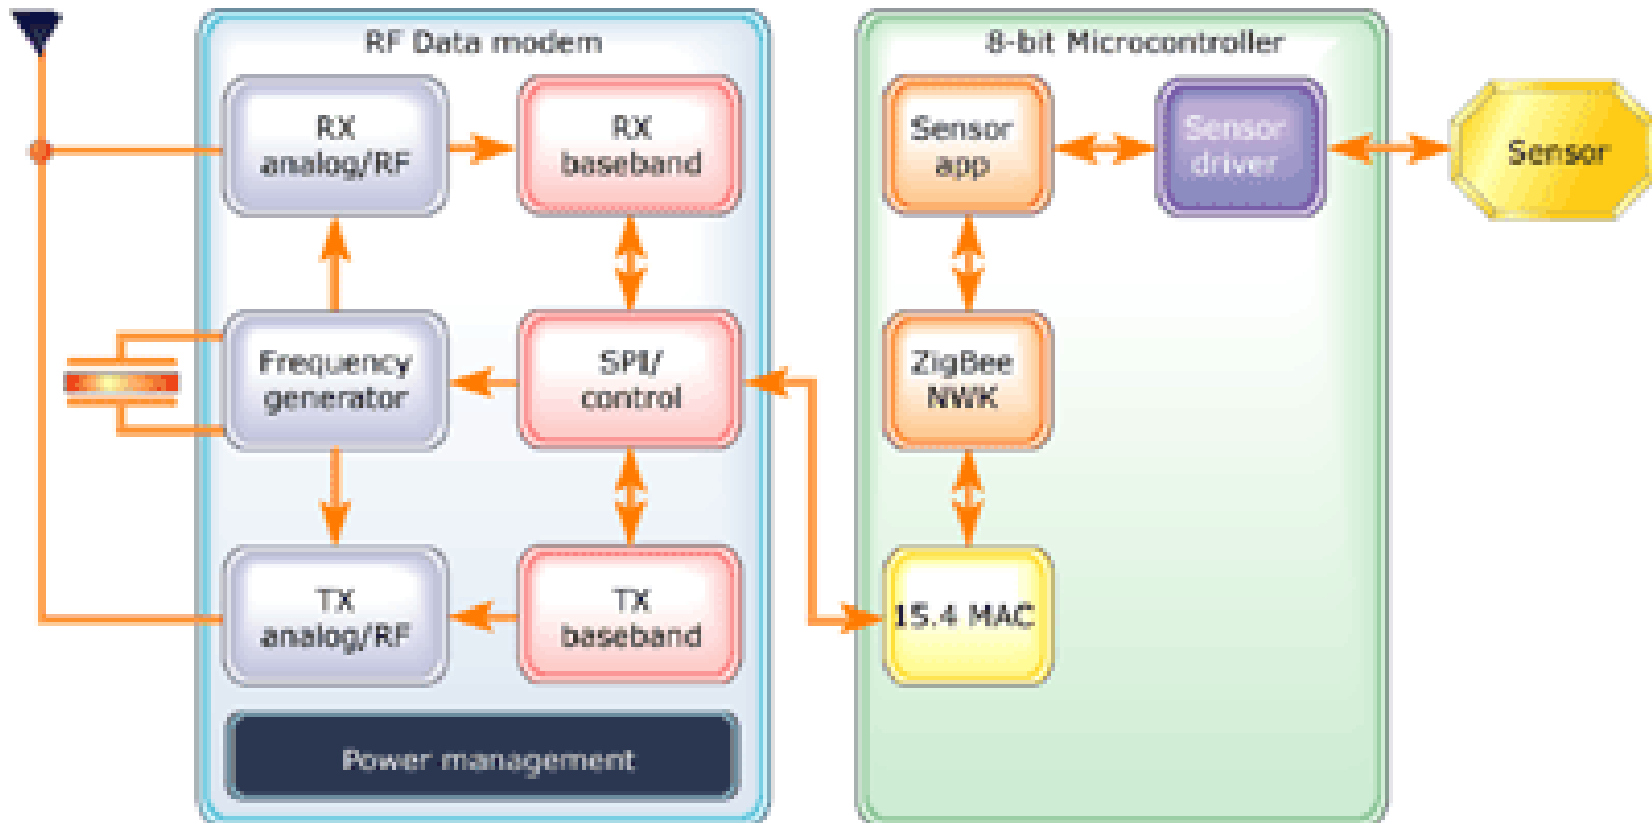 RF Data modem
8-bit Microcontroller
RX
analog/RF
RX
baseband
Sensor
app
Sensor
driver
Sensor
Frequency
generator
SPI/
control
ZigBee
NWK
TX
analog/RF
TX
baseband
15.4 MAC
Power management